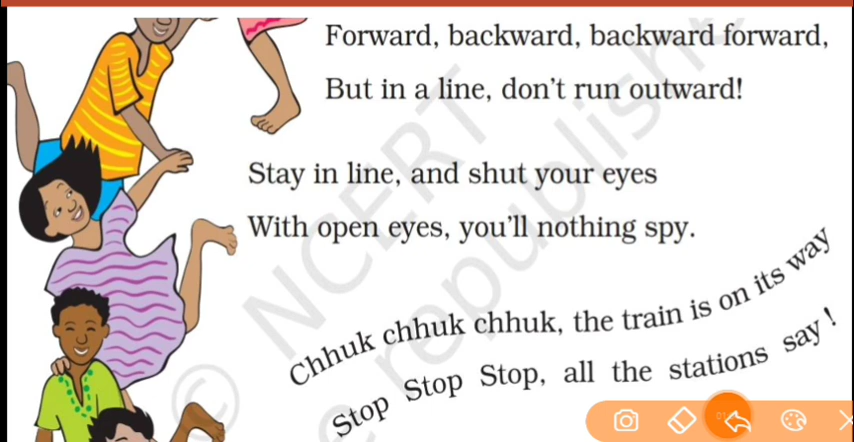 Forward, backward, backward forward,
But in a line, don't run outward!
Stay in line, and shut your eyes
With open eyes, you'll nothing spy.
Chhuk chhuk chhuk, the train is on its way
Stop Stop Stop, all the stations say!
© NCERT
republished